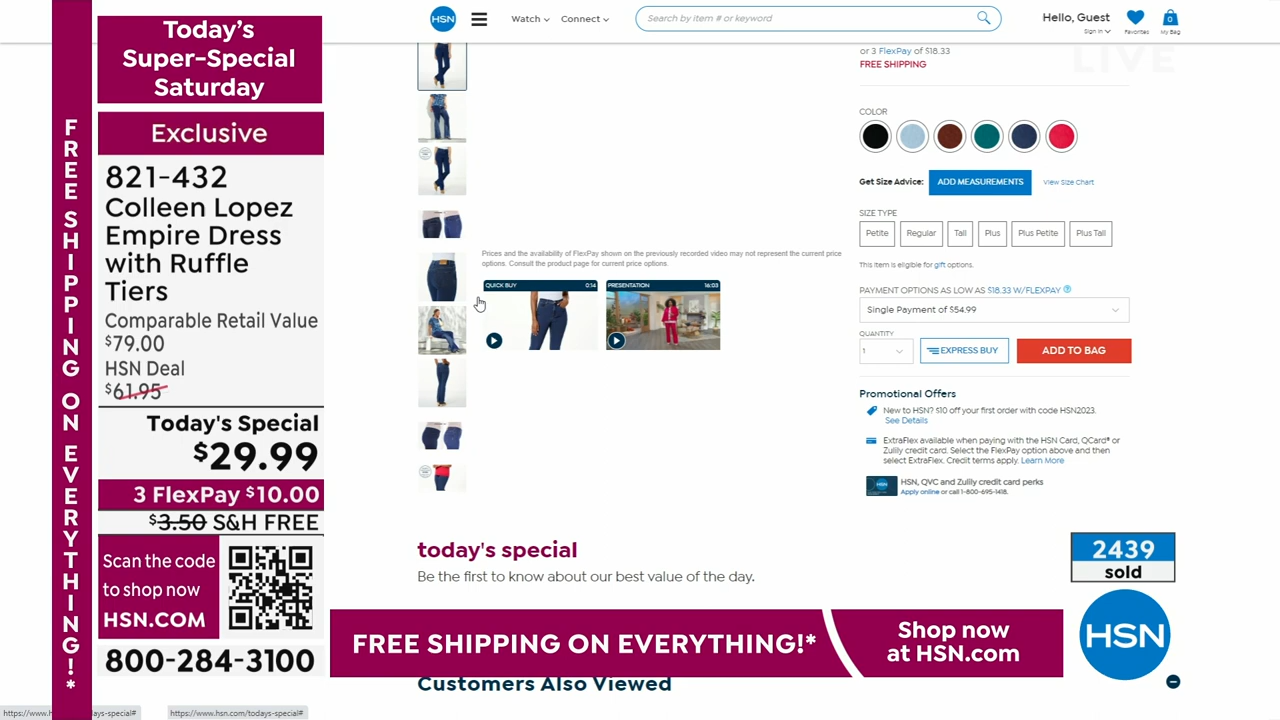 FREE SHIPPING ON EVERYTHING!*
Today's
Super-Special
Saturday
Exclusive
821-432
Colleen Lopez
Empire Dress
with Ruffle
Tiers
Comparable Retail Value
$79.00
HSN Deal
$61.95
Today's Special
$29.99
3 FlexPay $10.00
$3.50 S&H FREE
Scan the code
to shop now
HSN.COM
800-284-3100
HSN
Watch
Connect
Search by item # or keyword
Hello, Guest
Sign In
Favorites
0
My Bag
LIVE
or 3 FlexPay of $18.33
FREE SHIPPING
COLOR
Get Size Advice: ADD MEASUREMENTS View Size Chart
SIZE TYPE
Petite Regular Tall Plus Plus Petite Plus Tall
This item is eligible for gift options.
Prices and the availability of FlexPay shown on the previously recorded video may not represent the current price
options. Consult the product page for current price options.
QUICK BUY 0:14
PRESENTATION 16:03
PAYMENT OPTIONS AS LOW AS $18.33 W/FLEXPAY ?
Single Payment of $54.99
QUANTITY
1
EXPRESS BUY
ADD TO BAG
Promotional Offers
New to HSN? $10 off your first order with code HSN2023.
See Details
ExtraFlex available when paying with the HSN Card, QCard® or
Zulily credit card. Select the FlexPay option above and then
select ExtraFlex. Credit terms apply. Learn More
HSN
HSN, QVC and Zulily credit card perks
Apply online or call 1-800-695-1418.
today's special
Be the first to know about our best value of the day.
2439
sold
FREE SHIPPING ON EVERYTHING!*
Shop now
at HSN.com
HSN
Customers Also Viewed
https://www.hsn.com/todays-special#